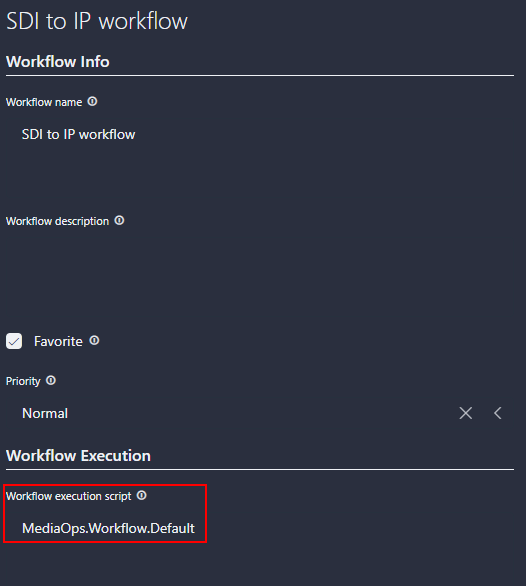 SDI to IP workflow
Workflow Info
Workflow name
SDI to IP workflow
Workflow description
Favorite
Priority
Normal
Workflow Execution
Workflow execution script
MediaOps.Workflow.Default